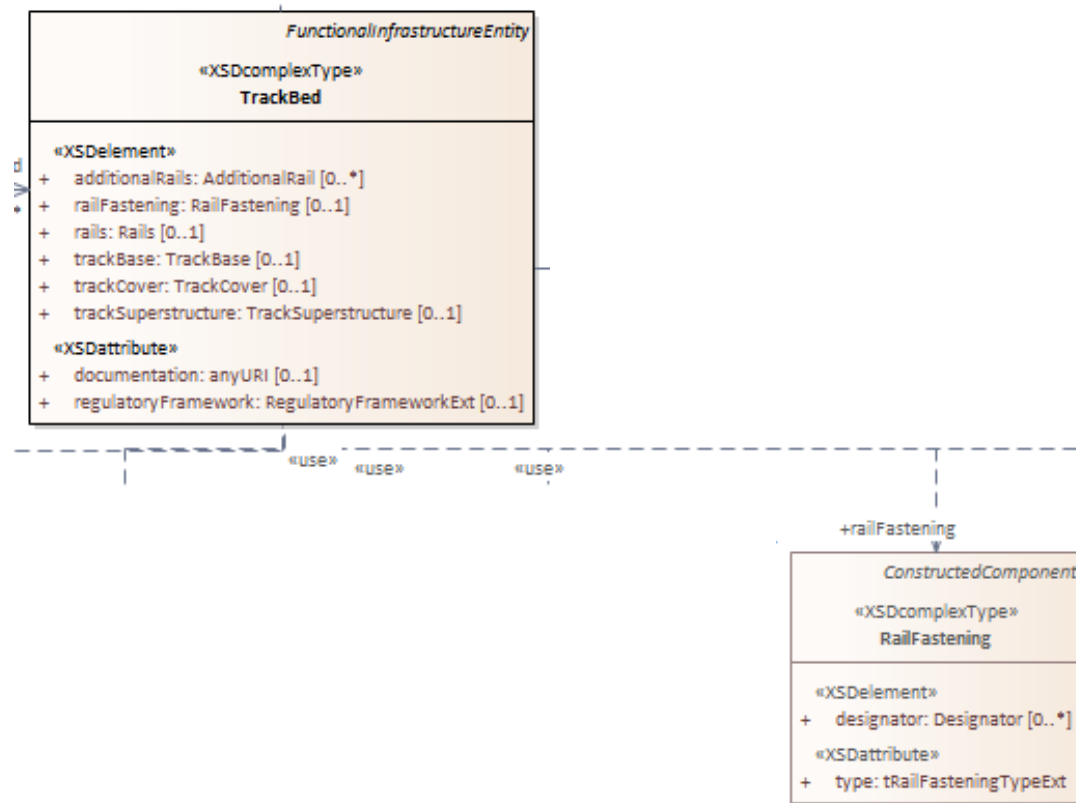 FunctionalInfrastructureEntity
«XSDcomplexType»
TrackBed
«XSDelement»
d
+ additionalRails: AdditionalRail [0..*]
*
+ railFastening: RailFastening [0..1]
+ rails: Rails [0..1]
+ trackBase: TrackBase [0..1]
+ trackCover: TrackCover [0..1]
+ trackSuperstructure: TrackSuperstructure [0..1]
«XSDattribute»
+ documentation: anyURI [0..1]
+ regulatoryFramework: RegulatoryFrameworkExt [0..1]
«use» «use» «use»
+railFastening
ConstructedComponent
«XSDcomplexType»
RailFastening
«XSDelement»
+ designator: Designator [0..*]
«XSDattribute»
+ type: tRailFasteningTypeExt